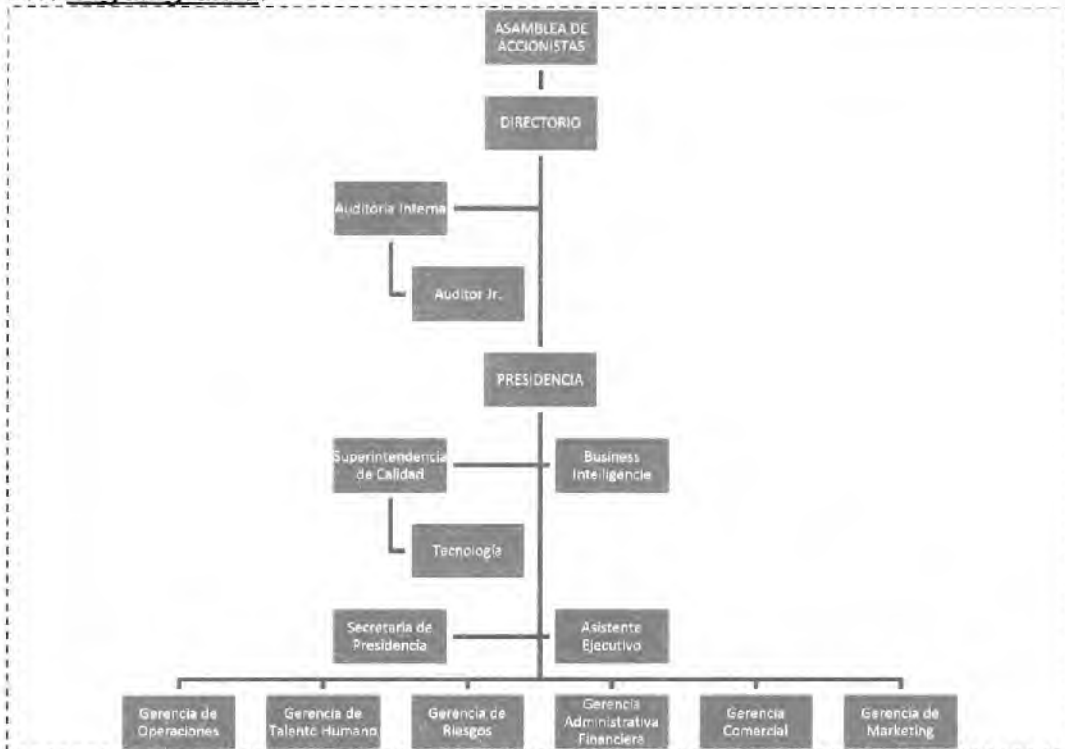 ASAMBLEA DE
ACCIONISTAS
DIRECTORIO
Auditoria Interna
Auditor Jr.
PRESIDENCIA
Superintendencia
de Calidad
Business
Intelligencie
Tecnología
Secretaria de
Presidencia
Asistente
Ejecutivo
Gerencia de
Operaciones
Gerencia de
Talento Humano
Gerencia de
Riesgos
Gerencia
Administrativa
Financiera
Gerencia
Comercial
Gerencia de
Marketing